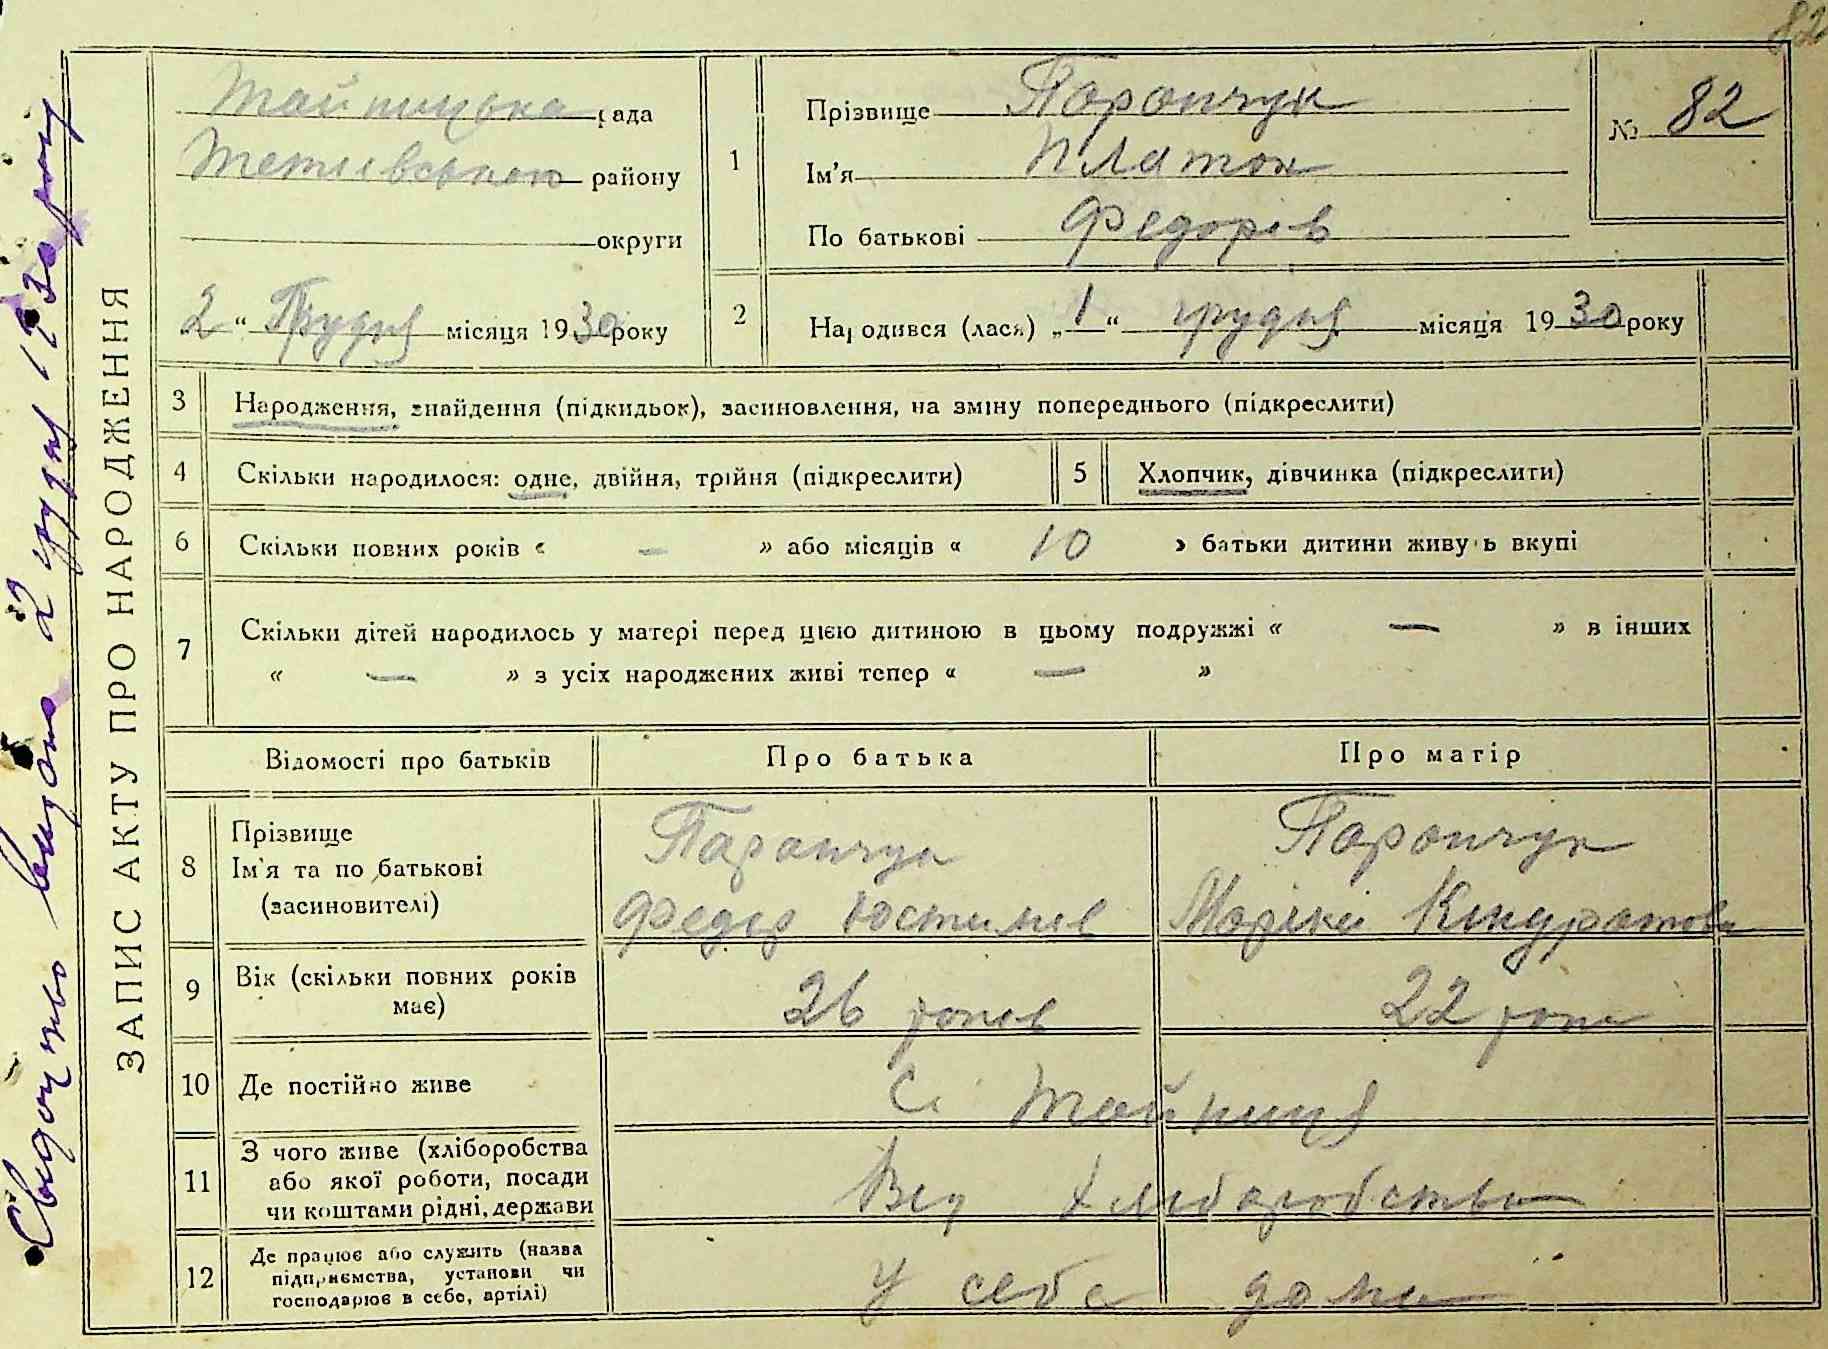 82
Свидоцтво видано 2 грудня 1930 року
ЗАПИС АКТУ ПРО НАРОДЖЕННЯ
Тайницька рада
Тетиївського району
округи
2 “ Грудня місяця 1930 року
1
Прізвище Парапчук
Ім'я Платон
По батькові Федорів
№ 82
2
Народився (лася) „ 1 “ грудня місяця 1930 року
3 Народження, знайдення (підкидьок), засиновлення, на зміну попереднього (підкреслити)
4 Скільки народилося: одне, двійня, трійня (підкреслити)
5 Хлопчик, дівчинка (підкреслити)
6 Скільки повних років « — » або місяців « 10 » батьки дитини живуть вкупі
7 Скільки дітей народилось у матері перед цією дитиною в цьому подружжі « — » в інших
« — » з усіх народжених живі тепер « — »
Відомості про батьків Про батька Про матір
8 Прізвище Парапчук Парапчук
Ім'я та по батькові
(засиновителі) Федір Юстимів Кіндратова
9 Вік (скільки повних років
має) 26 років 22 роки
10 Де постійно живе С. Тайниця
11 З чого живе (хліборобства
або якої роботи, посади
чи коштами рідні, держави Від хліборобства
12 Де працює або служить (назва
підприємства, установи чи
господарює в себе, артілі) У себе дома